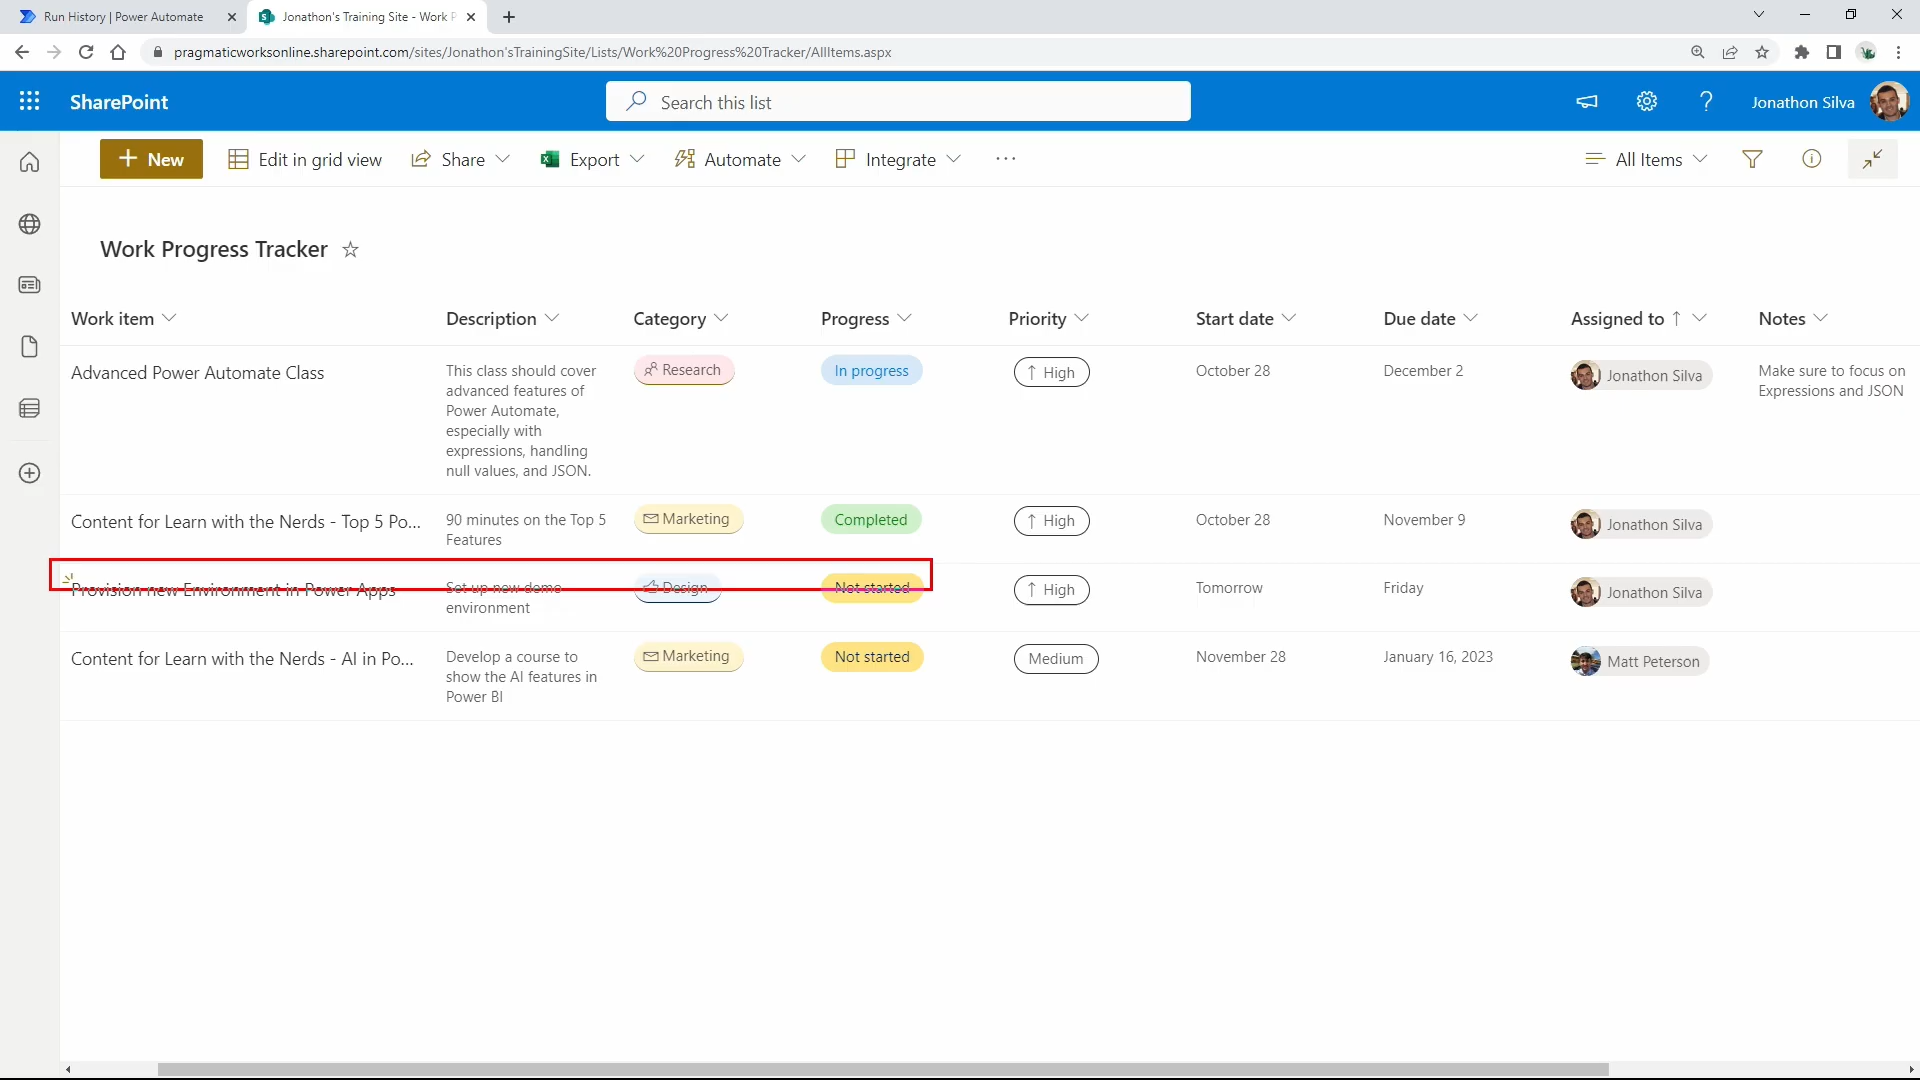 Run History | Power Automate
Jonathon's Training Site - Work P
pragmaticworksonline.sharepoint.com/sites/Jonathon'sTrainingSite/Lists/Work%20Progress%20Tracker/AllItems.aspx
SharePoint
Search this list
Jonathon Silva
New
Edit in grid view
Share
Export
Automate
Integrate
All Items
Work Progress Tracker
Work item
Description
Category
Progress
Priority
Start date
Due date
Assigned to
Notes
Advanced Power Automate Class
This class should cover
advanced features of
Power Automate,
especially with
expressions, handling
null values, and JSON.
Research
In progress
High
October 28
December 2
Jonathon Silva
Make sure to focus on
Expressions and JSON
Content for Learn with the Nerds - Top 5 Po...
90 minutes on the Top 5
Features
Marketing
Completed
High
October 28
November 9
Jonathon Silva
Provision new Environment in Power Apps
Set up new demo
environment
Design
Not started
High
Tomorrow
Friday
Jonathon Silva
Content for Learn with the Nerds - AI in Po...
Develop a course to
show the AI features in
Power BI
Marketing
Not started
Medium
November 28
January 16, 2023
Matt Peterson